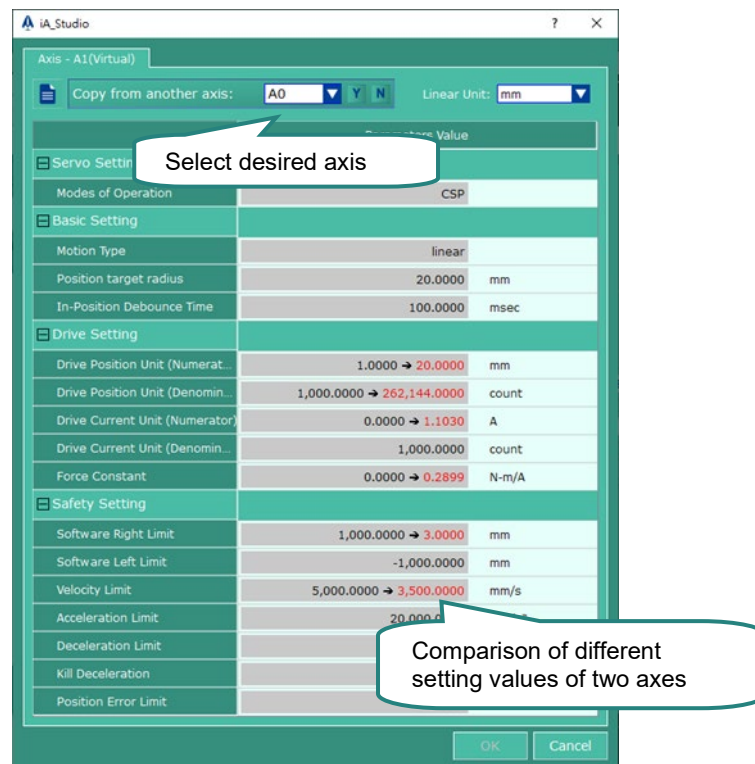 iA_Studio ? ×
Axis - A1(Virtual)
Copy from another axis: A0 Y N Linear Unit: mm
Select desired axis
Servo Settin
Modes of Operation CSP
Basic Setting
Motion Type linear
Position target radius 20.0000 mm
In-Position Debounce Time 100.0000 msec
Drive Setting
Drive Position Unit (Numerat... 1.0000 ➔ 20.0000 mm
Drive Position Unit (Denomin... 1,000.0000 ➔ 262,144.0000 count
Drive Current Unit (Numerator) 0.0000 ➔ 1.1030 A
Drive Current Unit (Denomin... 1,000.0000 count
Force Constant 0.0000 ➔ 0.2899 N-m/A
Safety Setting
Software Right Limit 1,000.0000 ➔ 3.0000 mm
Software Left Limit -1,000.0000 mm
Velocity Limit 5,000.0000 ➔ 3,500.0000 mm/s
Acceleration Limit
Deceleration Limit
Kill Deceleration
Position Error Limit
Comparison of different
setting values of two axes
OK Cancel